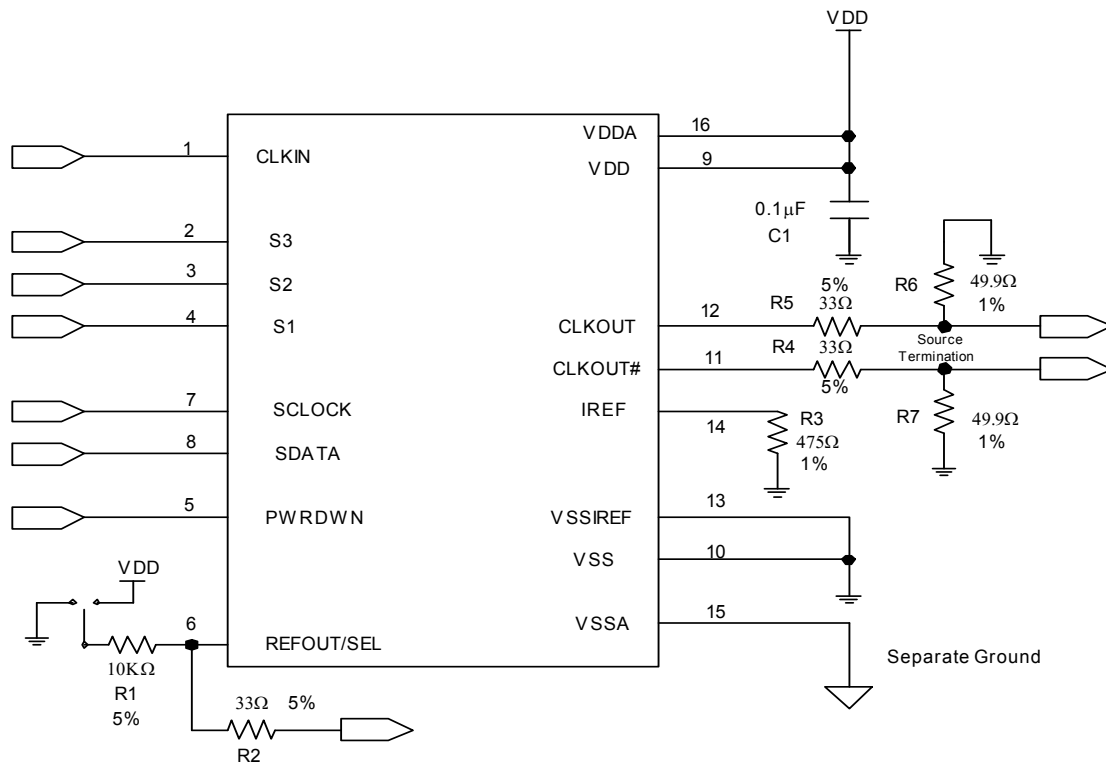 VDD
16
VDDA
1
CLKIN
9
VDD
0.1μF
C1
2
S3
3
S2
4
S1
R6
49.9Ω
1%
5%
R5
33Ω
12
CLKOUT
Source
Termination
R4
33Ω
11
CLKOUT#
5%
7
SCLOCK
IREF
14
R3
475Ω
1%
R7
49.9Ω
1%
8
SDATA
5
PWRDWN
13
VSSIREF
10
VSS
VDD
15
VSSA
6
REFOUT/SEL
Separate Ground
10KΩ
R1
5%
33Ω
5%
R2